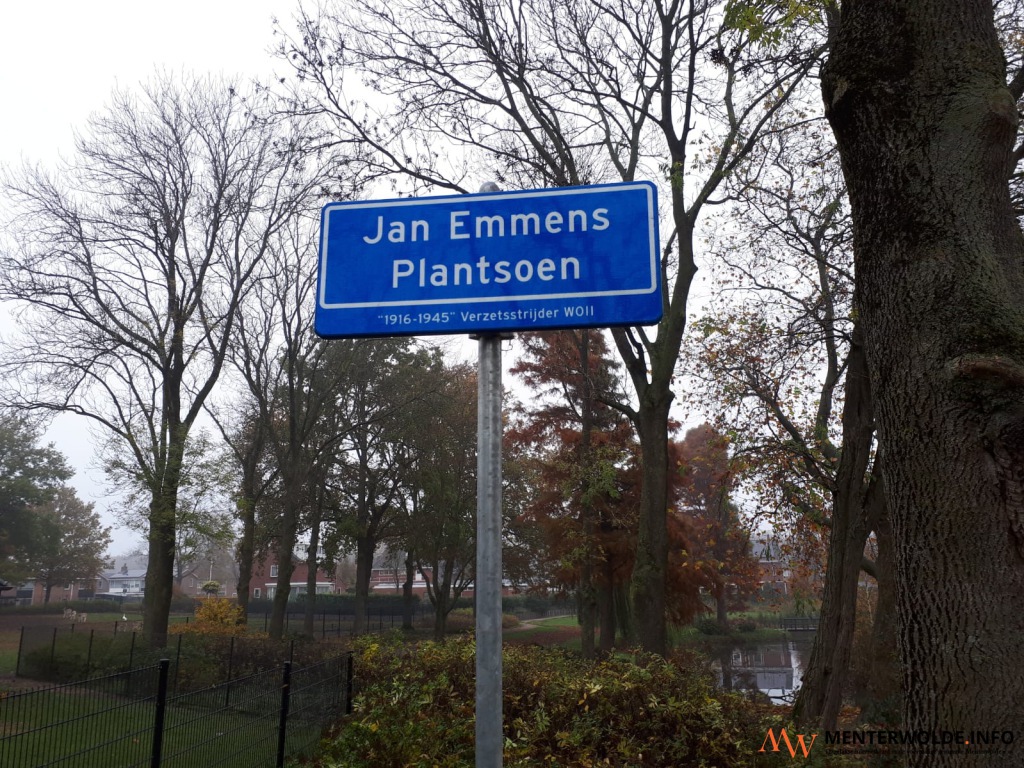 Jan Emmens
Plantsoen
"1916-1945" Verzetsstrijder WOII
MW MENTERWOLDE.INFO